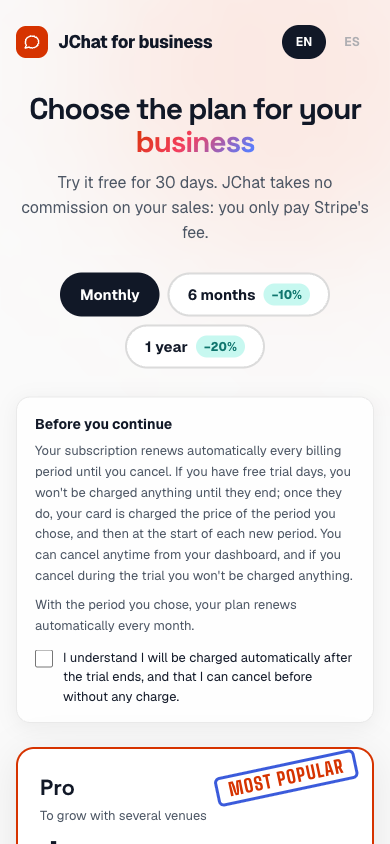 JChat for business
EN
ES
Choose the plan for your
business
Try it free for 30 days. JChat takes no
commission on your sales: you only pay Stripe's
fee.
Monthly
6 months
−10%
1 year
−20%
Before you continue
Your subscription renews automatically every billing
period until you cancel. If you have free trial days, you
won't be charged anything until they end; once they
do, your card is charged the price of the period you
chose, and then at the start of each new period. You
can cancel anytime from your dashboard, and if you
cancel during the trial you won't be charged anything.
With the period you chose, your plan renews
automatically every month.
I understand I will be charged automatically after
the trial ends, and that I can cancel before
without any charge.
MOST POPULAR
Pro
To grow with several venues